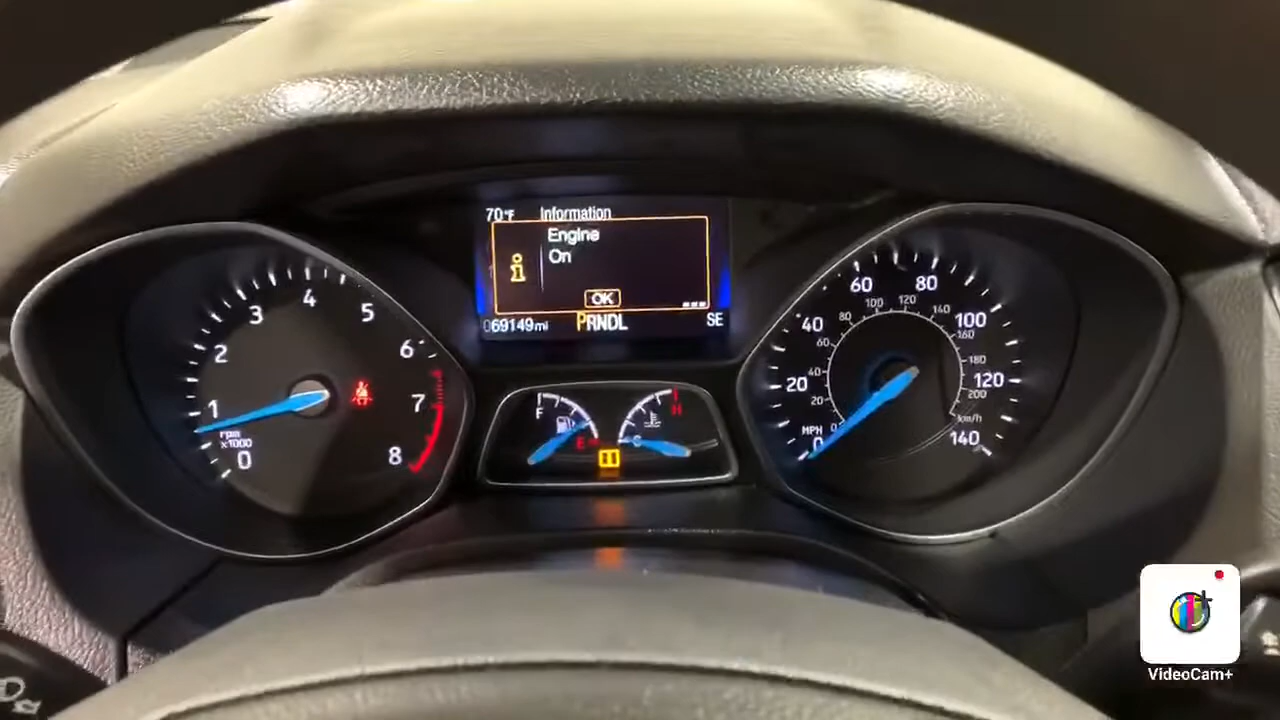 70°F Information
Engine
On
i
OK
069149mi
PRNDL
SE
0
1
2
3
4
5
6
7
8
rpm
x1000
F
E
H
C
MPH
0
20
40
60
80
100
120
140
0
20
40
60
80
100
120
140
160
180
200
km/h
VideoCam+